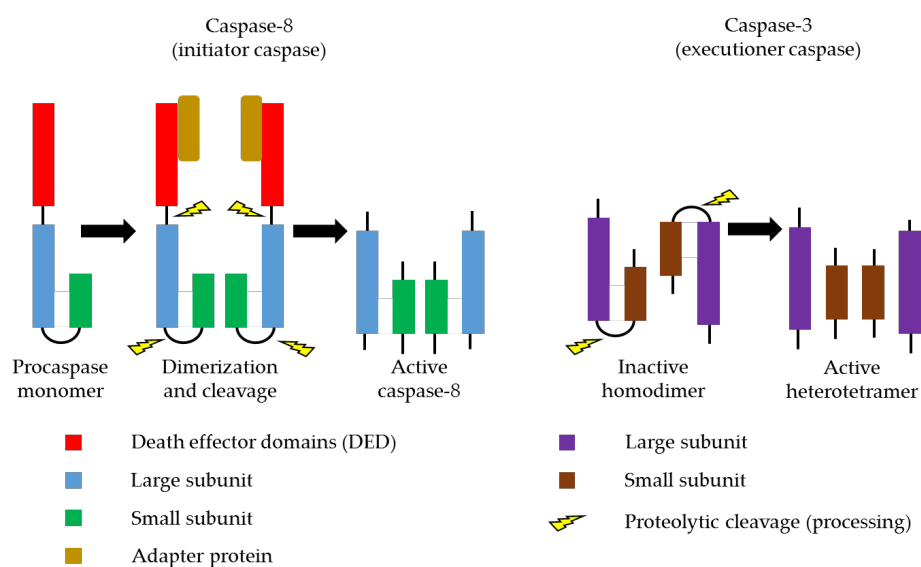 Caspase-8
(initiator caspase)
Caspase-3
(executioner caspase)
Procaspase
monomer
Dimerization
and cleavage
Active
caspase-8
Inactive
homodimer
Active
heterotetramer
Death effector domains (DED)
Large subunit
Small subunit
Adapter protein
Large subunit
Small subunit
Proteolytic cleavage (processing)